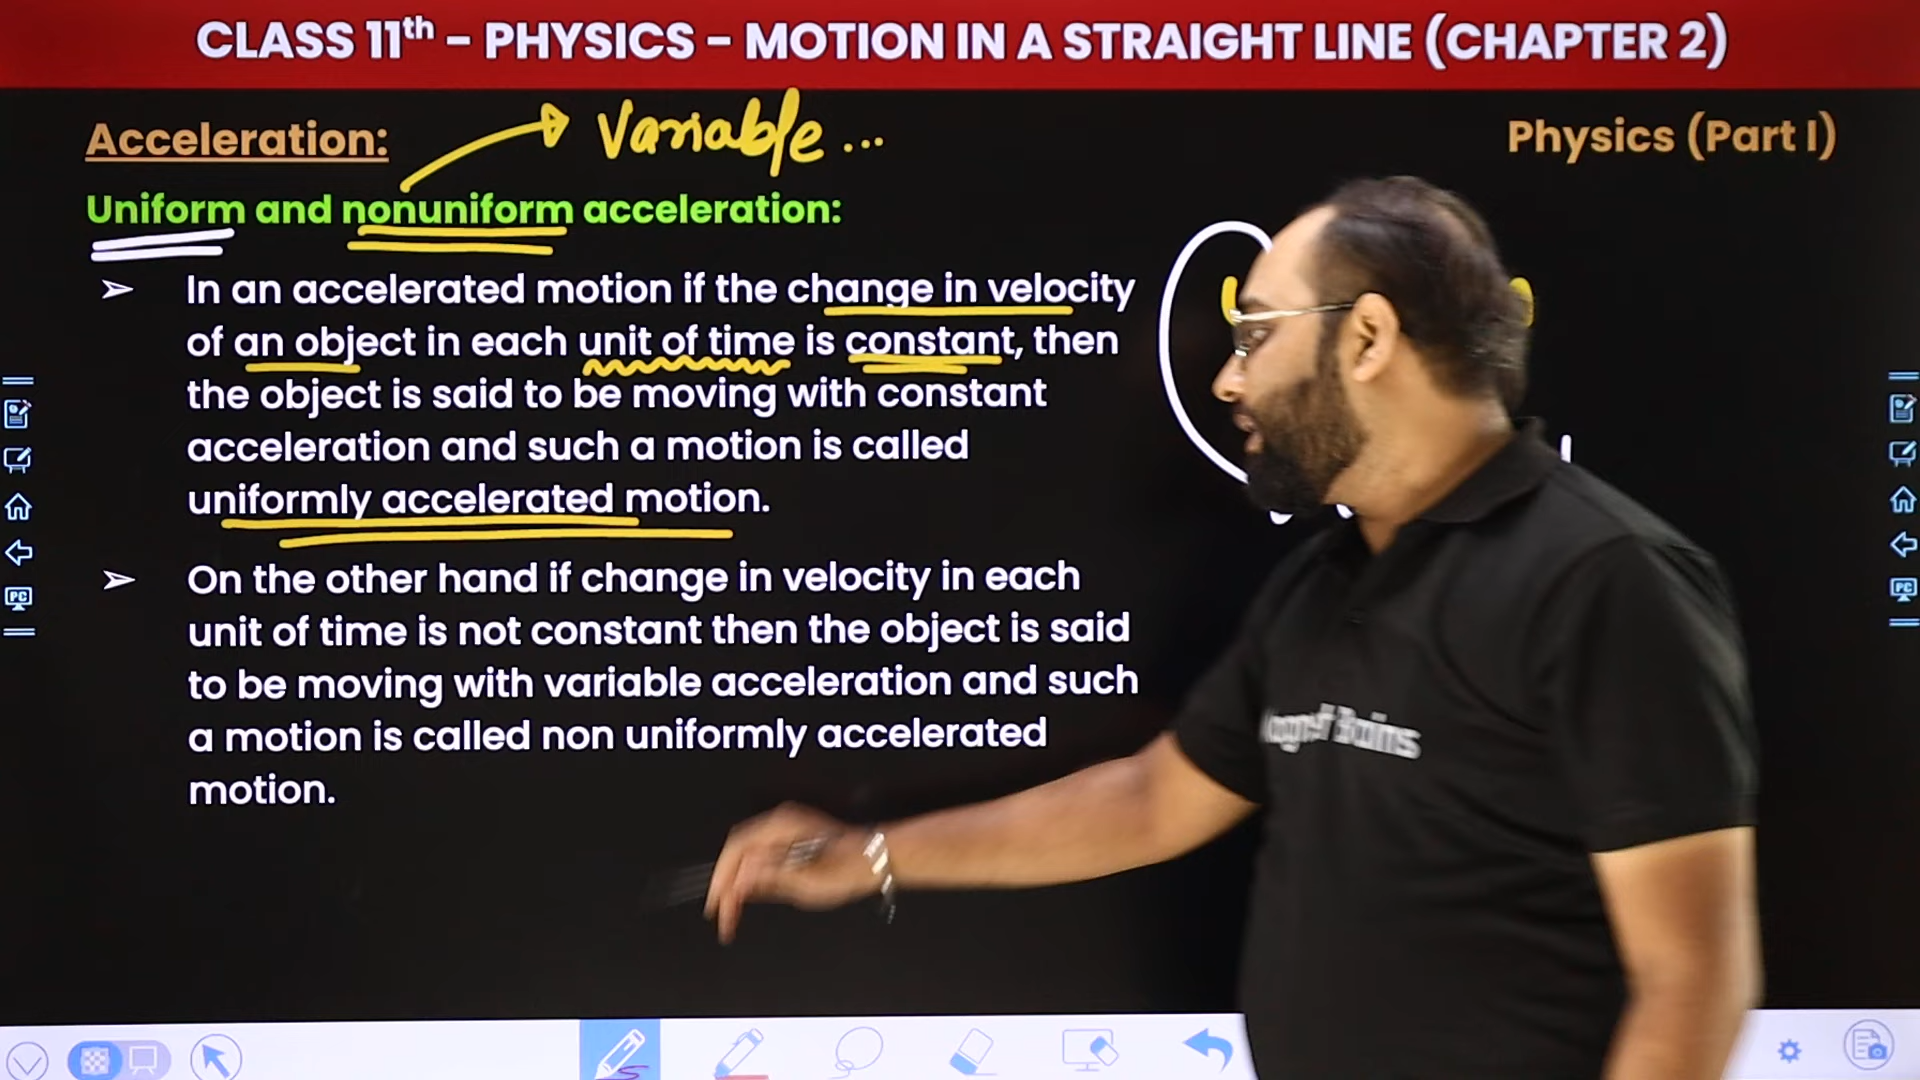 CLASS 11th - PHYSICS - MOTION IN A STRAIGHT LINE (CHAPTER 2)
Acceleration:
Variable ...
Physics (Part I)
Uniform and nonuniform acceleration:
➢ In an accelerated motion if the change in velocity
of an object in each unit of time is constant, then
the object is said to be moving with constant
acceleration and such a motion is called
uniformly accelerated motion.
➢ On the other hand if change in velocity in each
unit of time is not constant then the object is said
to be moving with variable acceleration and such
a motion is called non uniformly accelerated
motion.
Brains
PC
PC